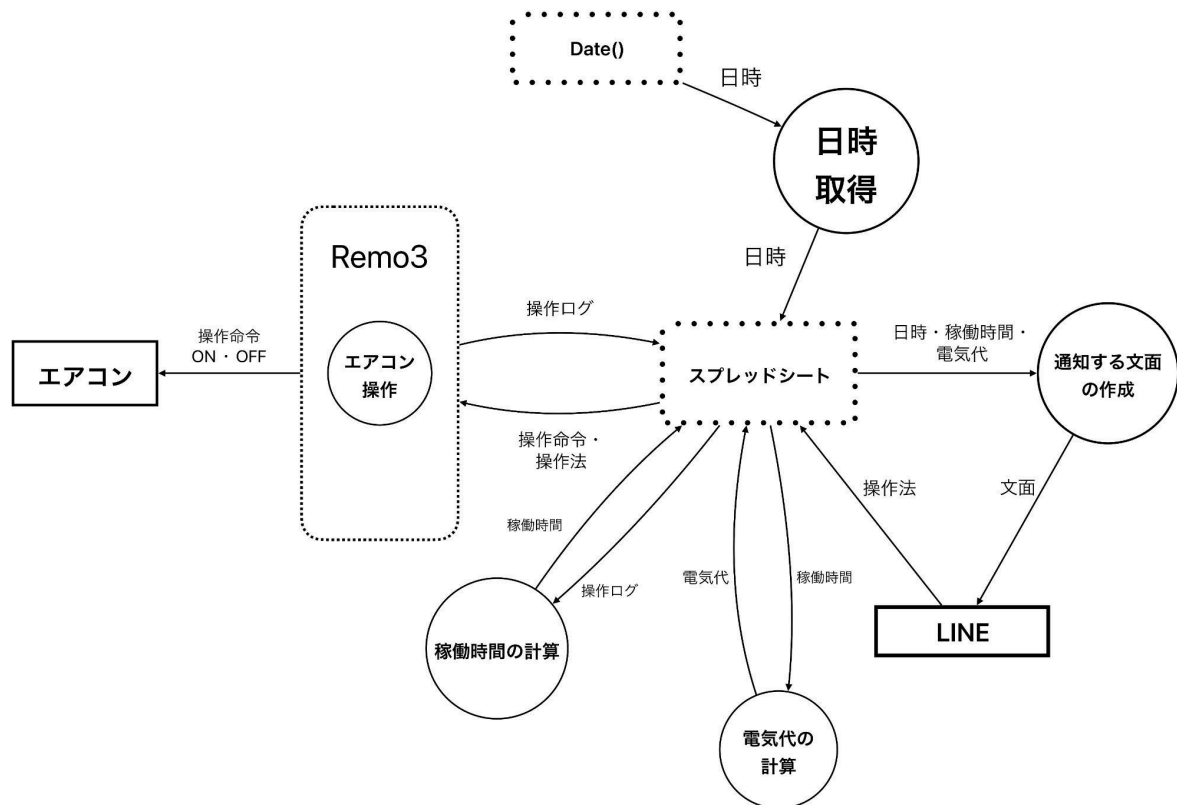 Date()
日時
日時
取得
日時
Remo3
操作ログ
操作命令
ON・OFF
エアコン
エアコン
操作
スプレッドシート
日時・稼働時間・
電気代
通知する文面
の作成
操作命令・
操作法
操作法
文面
稼働時間
操作ログ
電気代
稼働時間
LINE
稼働時間の計算
電気代の
計算